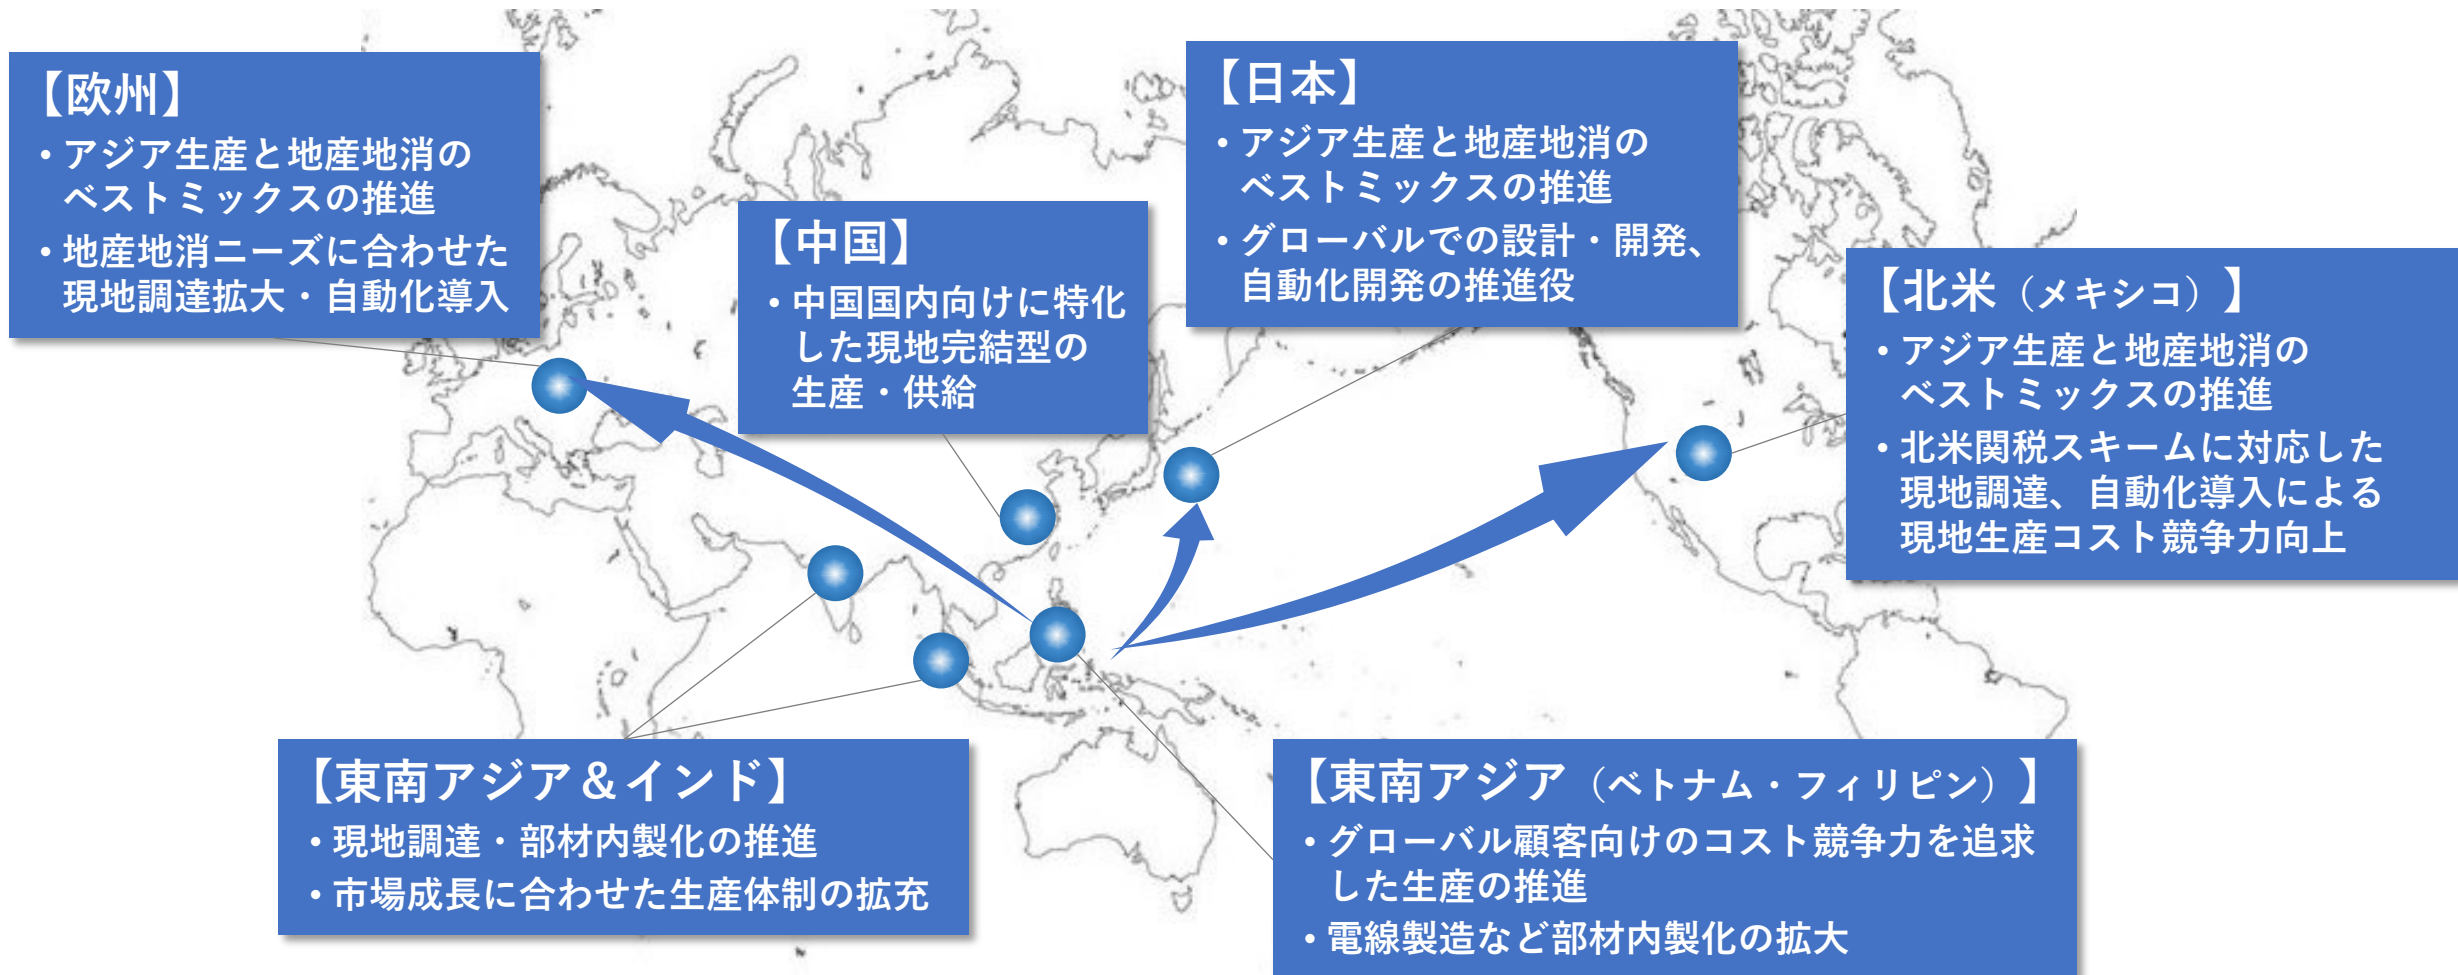 【欧州】
・アジア生産と地産地消の
ベストミックスの推進
・地産地消ニーズに合わせた
現地調達拡大・自動化導入
【中国】
・中国国内向けに特化
した現地完結型の
生産・供給
【日本】
・アジア生産と地産地消の
ベストミックスの推進
・グローバルでの設計・開発、
自動化開発の推進役
【北米（メキシコ）】
・アジア生産と地産地消の
ベストミックスの推進
・北米関税スキームに対応した
現地調達、自動化導入による
現地生産コスト競争力向上
【東南アジア＆インド】
・現地調達・部材内製化の推進
・市場成長に合わせた生産体制の拡充
【東南アジア（ベトナム・フィリピン）】
・グローバル顧客向けのコスト競争力を追求
した生産の推進
・電線製造など部材内製化の拡大